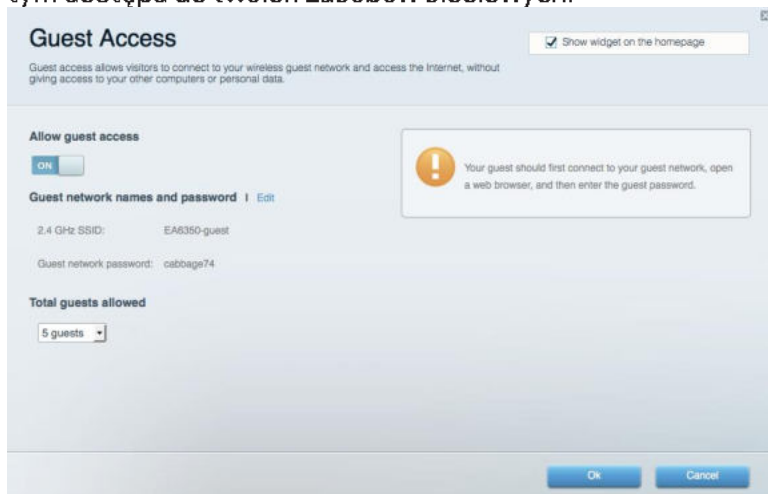 Guest Access
Show widget on the homepage
Guest access allows visitors to connect to your wireless guest network and access the Internet, without
giving access to your other computers or personal data.
Allow guest access
ON
Your guest should first connect to your guest network, open
a web browser, and then enter the guest password.
Guest network names and password | Edit
2.4 GHz SSID: EA6350-guest
Guest network password: cabbage74
Total guests allowed
5 guests
Ok Cancel